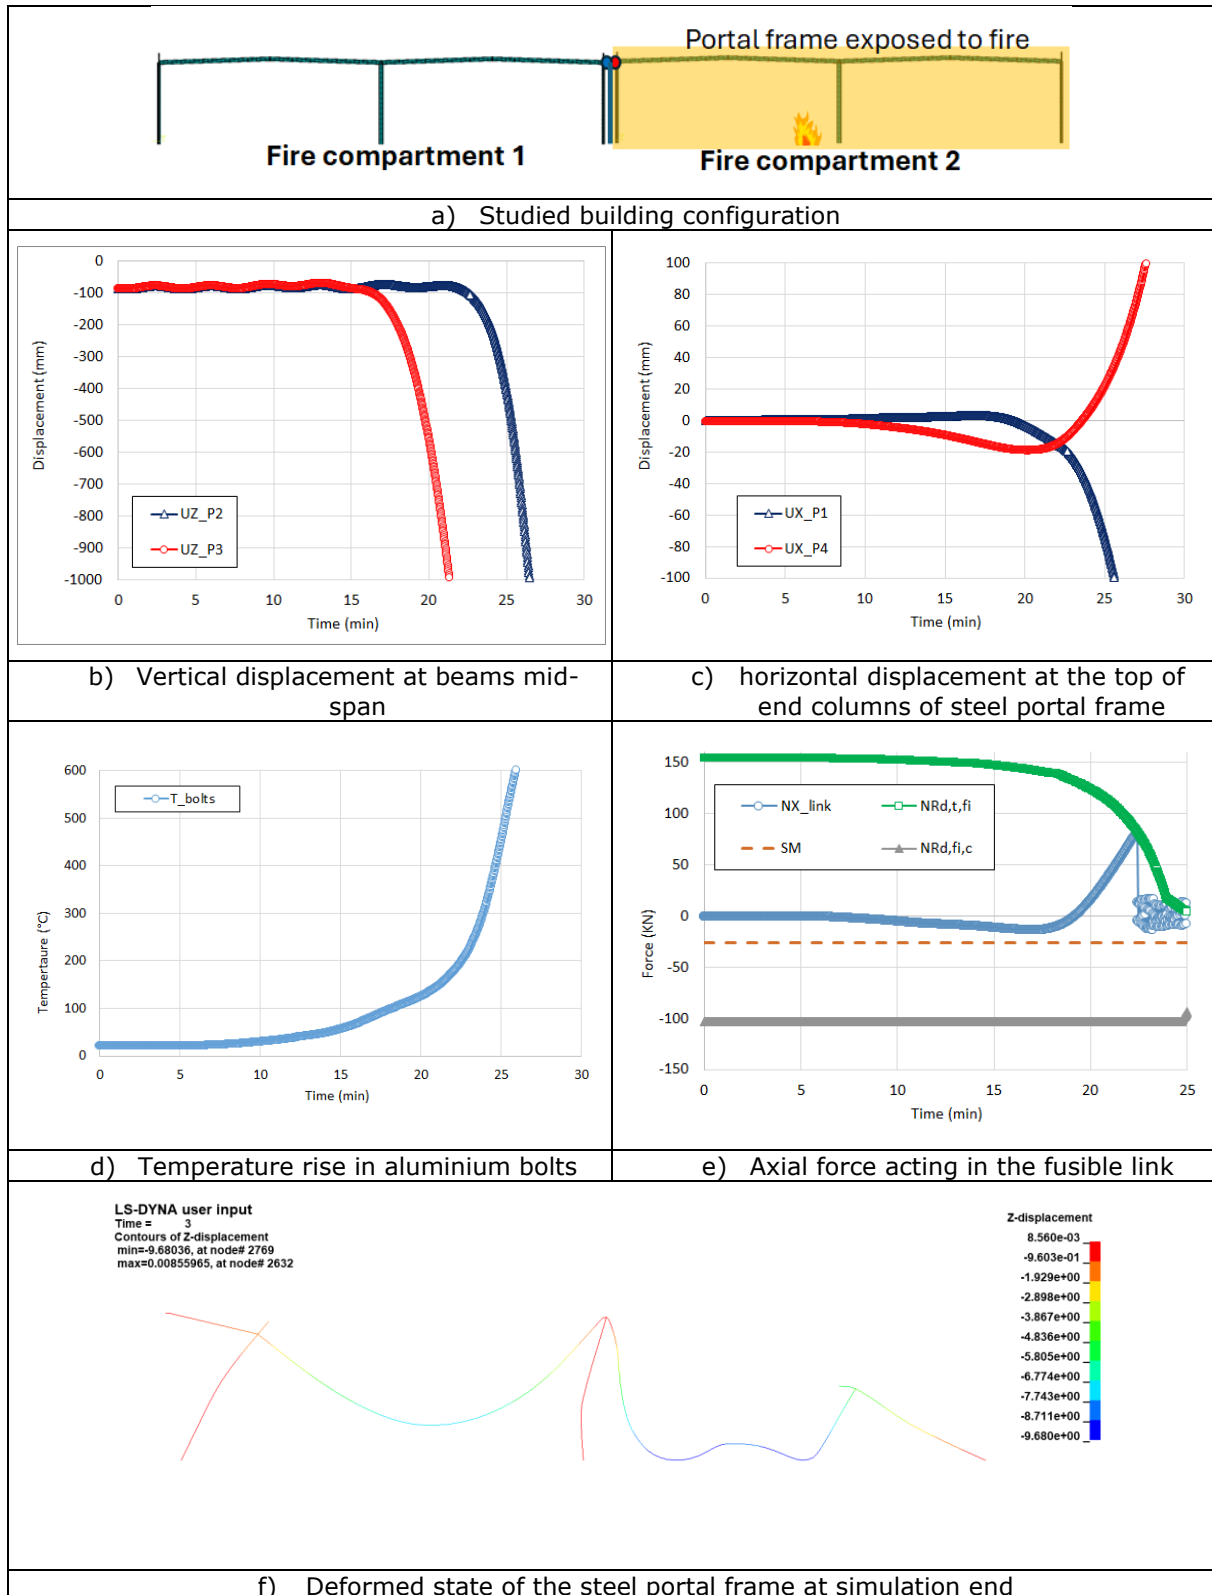 Portal frame exposed to fire
Fire compartment 1
Fire compartment 2
a) Studied building configuration
0
-100
-200
-300
-400
-500
-600
-700
-800
-900
-1000
Displacement (mm)
UZ_P2
UZ_P3
0 5 10 15 20 25 30
Time (min)
100
80
60
40
20
0
-20
-40
-60
-80
-100
Displacement (mm)
UX_P1
UX_P4
0 5 10 15 20 25 30
Time (min)
b) Vertical displacement at beams mid-
span
c) horizontal displacement at the top of
end columns of steel portal frame
600
500
400
300
200
100
0
Tempertaure (°C)
T_bolts
0 5 10 15 20 25 30
Time (min)
150
100
50
0
-50
-100
-150
Force (KN)
NX_link NRd,t,fi
SM NRd,fi,c
0 5 10 15 20 25
Time (min)
d) Temperature rise in aluminium bolts
e) Axial force acting in the fusible link
LS-DYNA user input
Time = 3
Contours of Z-displacement
min=-9.68036, at node# 2769
max=0.00855965, at node# 2632
Z-displacement
8.560e-03
-9.603e-01
-1.929e+00
-2.898e+00
-3.867e+00
-4.836e+00
-5.805e+00
-6.774e+00
-7.743e+00
-8.711e+00
-9.680e+00
f) Deformed state of the steel portal frame at simulation end